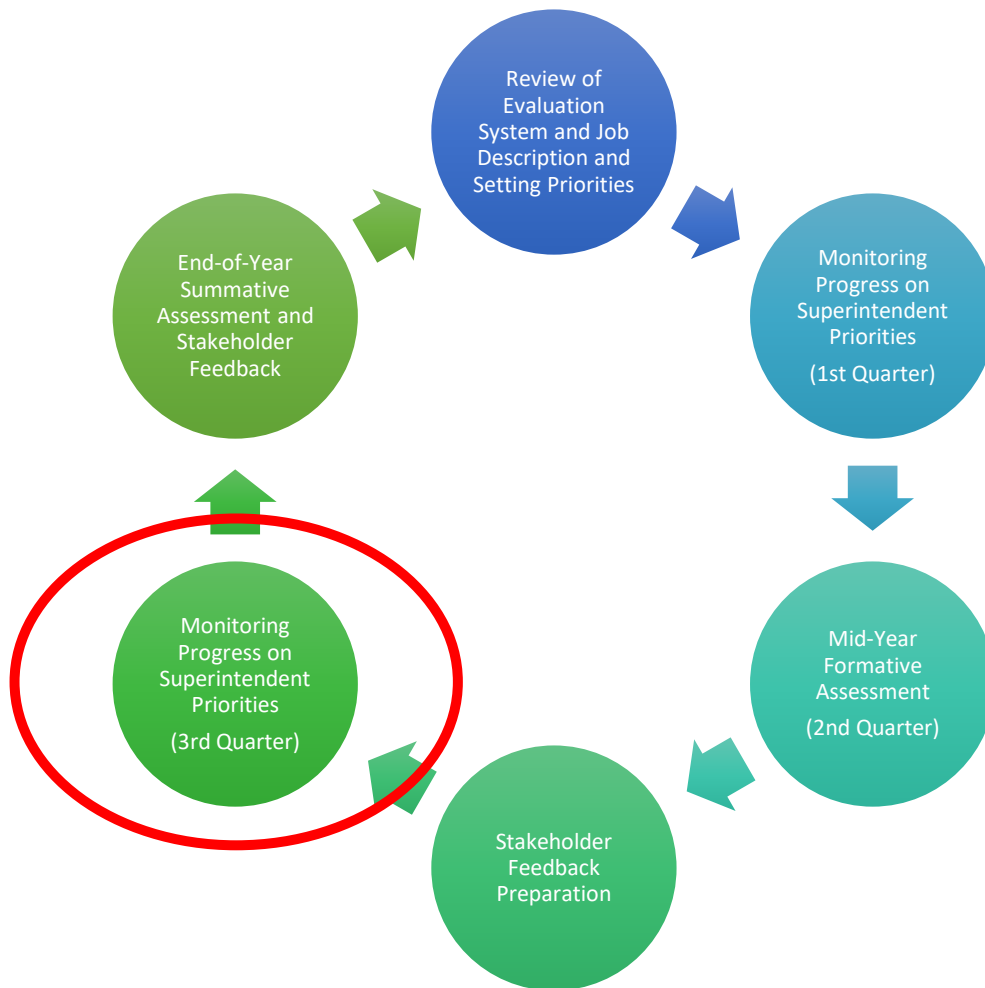 Review of
Evaluation
System and Job
Description and
Setting Priorities
Monitoring
Progress on
Superintendent
Priorities
(1st Quarter)
Mid-Year
Formative
Assessment
(2nd Quarter)
Stakeholder
Feedback
Preparation
Monitoring
Progress on
Superintendent
Priorities
(3rd Quarter)
End-of-Year
Summative
Assessment and
Stakeholder
Feedback